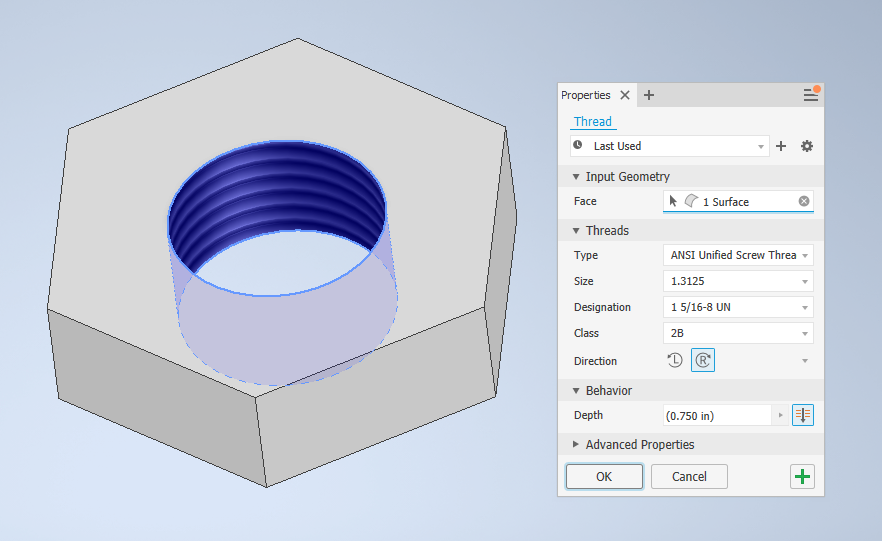 Properties
Thread
Last Used
Input Geometry
Face 1 Surface
Threads
Type ANSI Unified Screw Threa
Size 1.3125
Designation 1 5/16-8 UN
Class 2B
Direction L R
Behavior
Depth (0.750 in)
Advanced Properties
OK Cancel